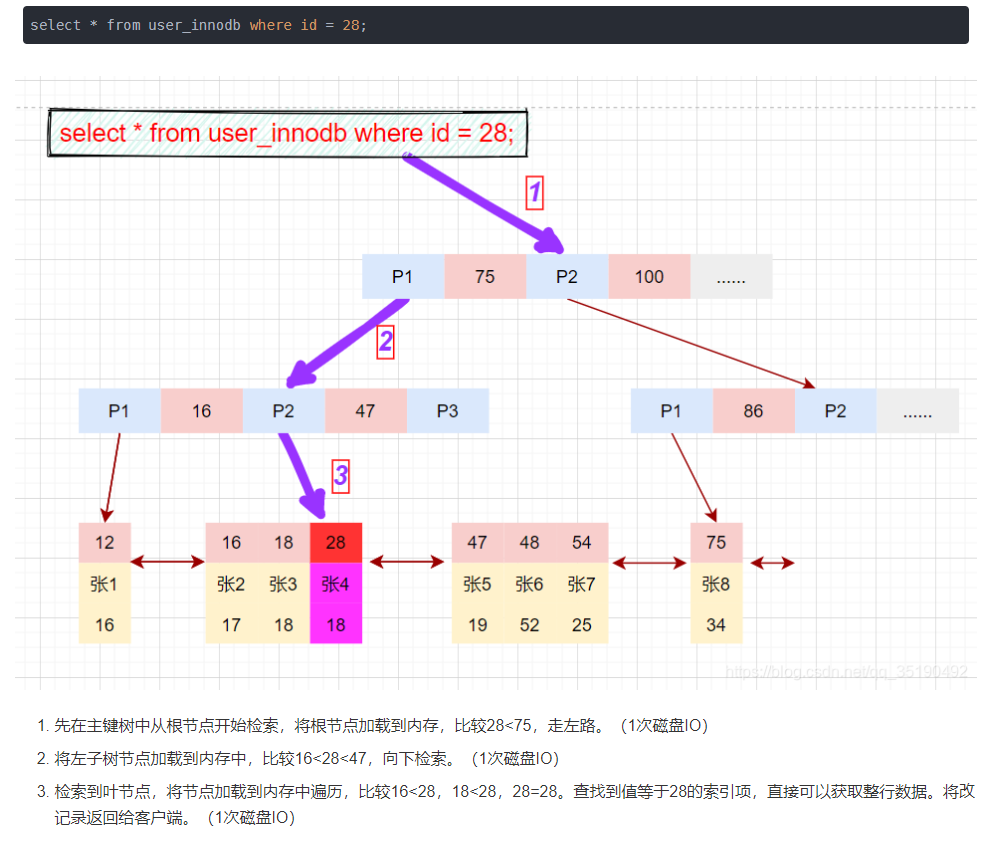 select * from user_innodb where id = 28;
select * from user_innodb where id = 28;
1
P1 75 P2 100 ......
2
P1 16 P2 47 P3
P1 86 P2 ......
3
12 16 18 28 47 48 54 75
张1 张2 张3 张4 张5 张6 张7 张8
16 17 18 18 19 52 25 34
https://blog.csdn.net/qq_35190492
1. 先在主键树中从根节点开始检索，将根节点加载到内存，比较28<75，走左路。（1次磁盘IO）
2. 将左子树节点加载到内存中，比较16<28<47，向下检索。（1次磁盘IO）
3. 检索到叶节点，将节点加载到内存中遍历，比较16<28，18<28，28=28。查找到值等于28的索引项，直接可以获取整行数据。将改
记录返回给客户端。（1次磁盘IO）